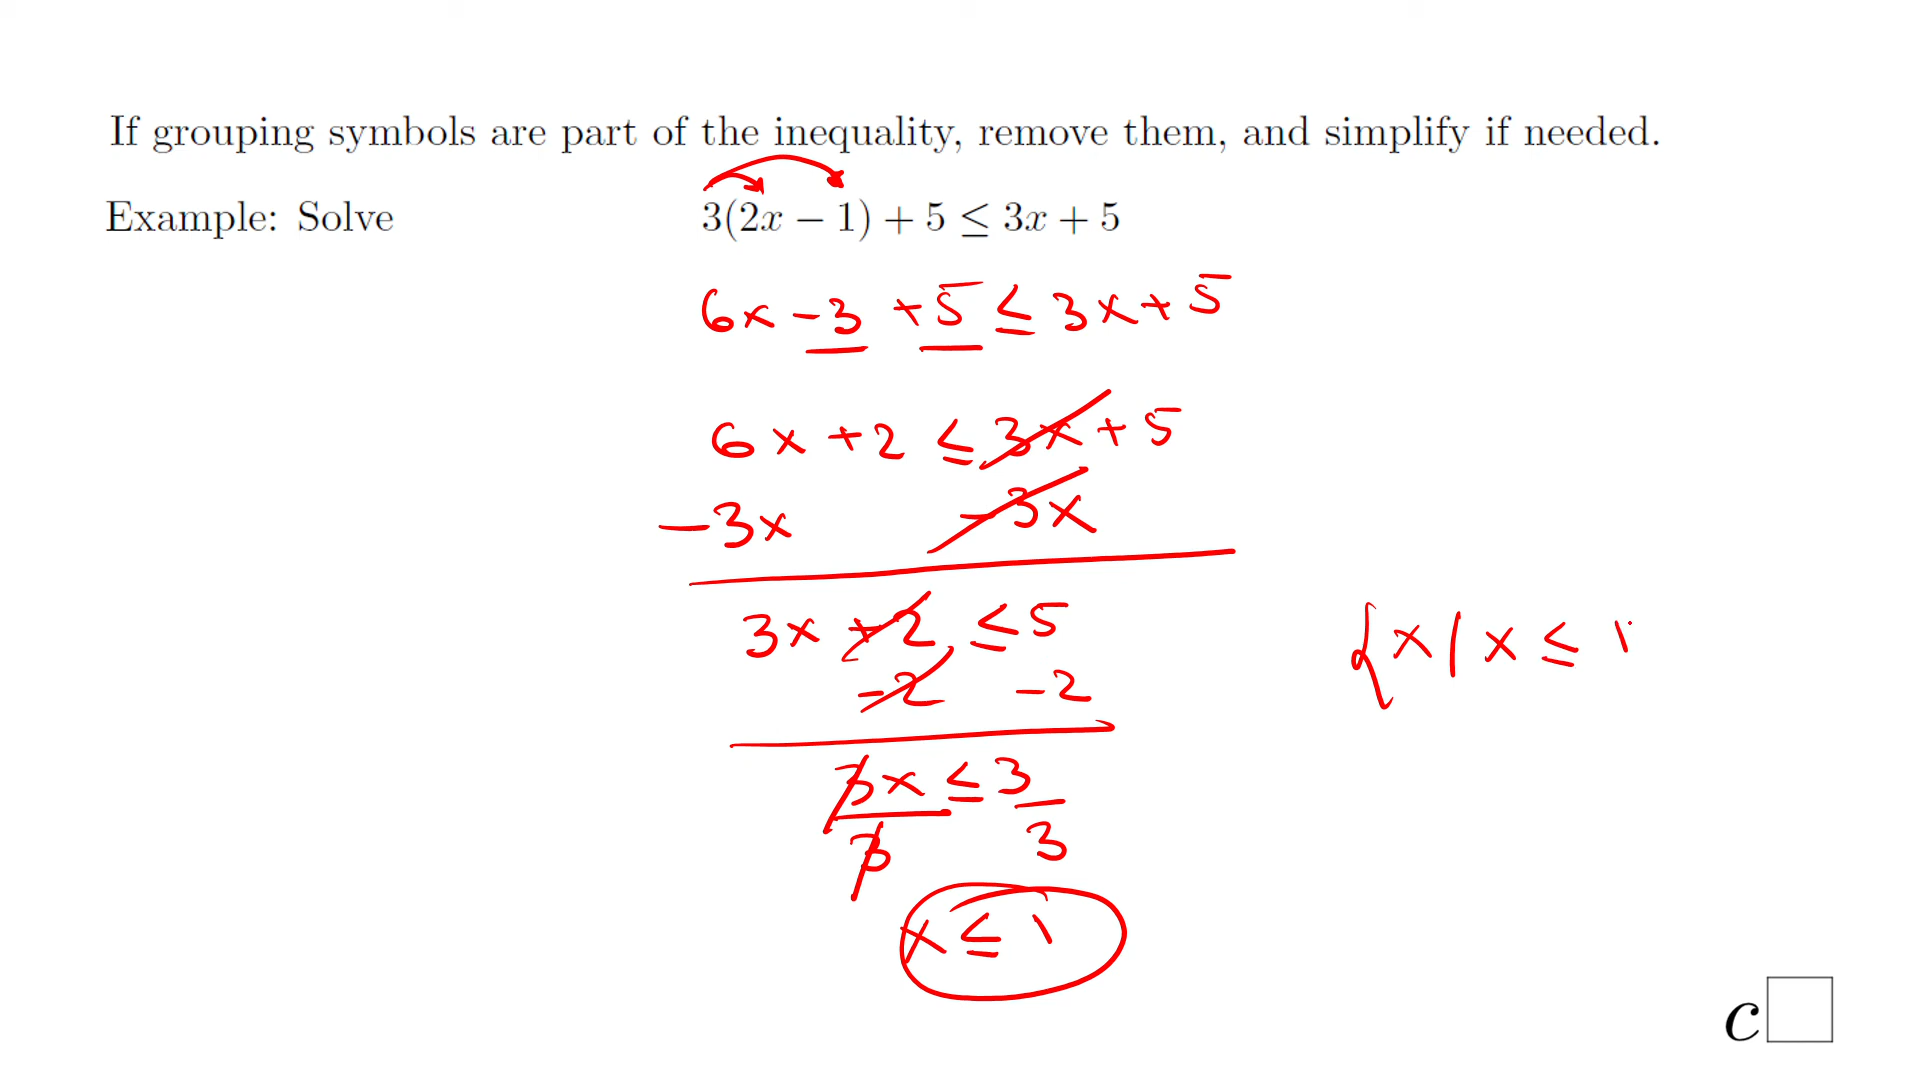 If grouping symbols are part of the inequality, remove them, and simplify if needed.
Example: Solve 3(2x − 1) + 5 ≤ 3x + 5
6x − 3 + 5 ≤ 3x + 5
6x + 2 ≤ 3x + 5
−3x −3x
3x + 2 ≤ 5
−2 −2
3x ≤ 3
3 3
x ≤ 1
{x | x ≤ 1
c